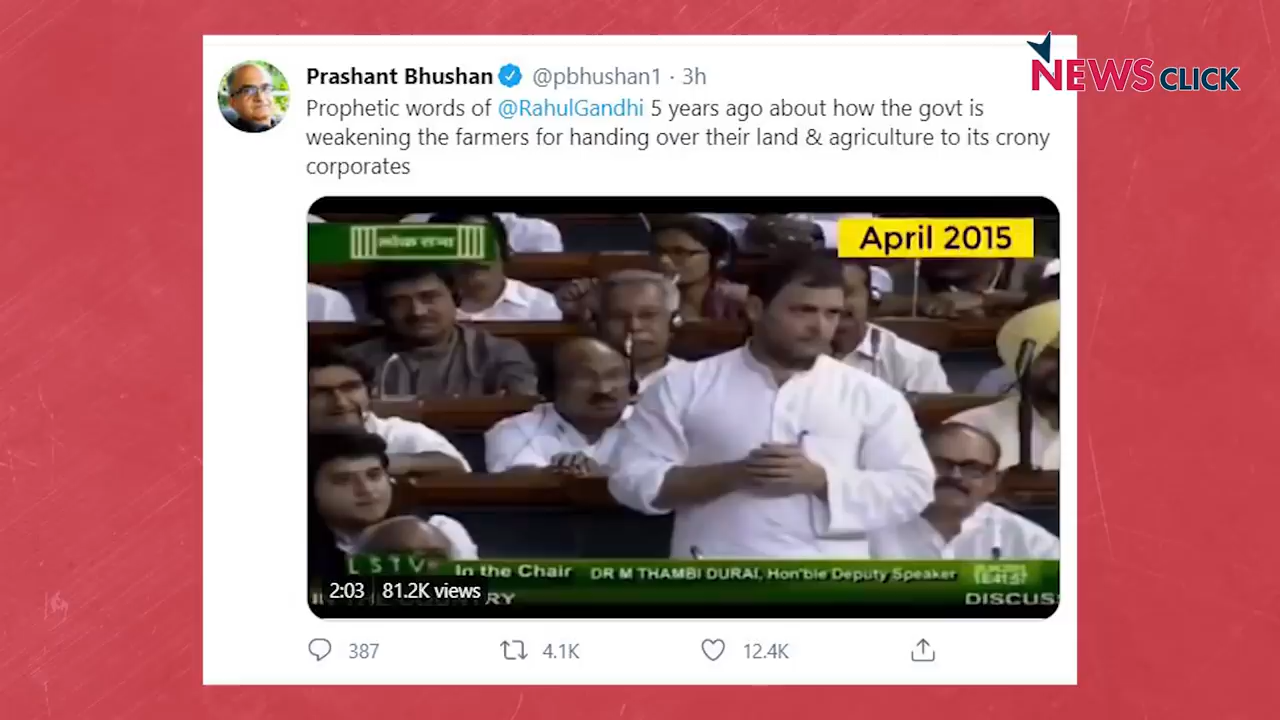 NEWSCLICK
Prashant Bhushan @pbhushan1 · 3h
Prophetic words of @RahulGandhi 5 years ago about how the govt is
weakening the farmers for handing over their land & agriculture to its crony
corporates
लोक सभा
April 2015
LSTV
In the Chair DR M THAMBI DURAI, Hon'ble Deputy Speaker
2:03 81.2K views
DISCUS
387 4.1K 12.4K